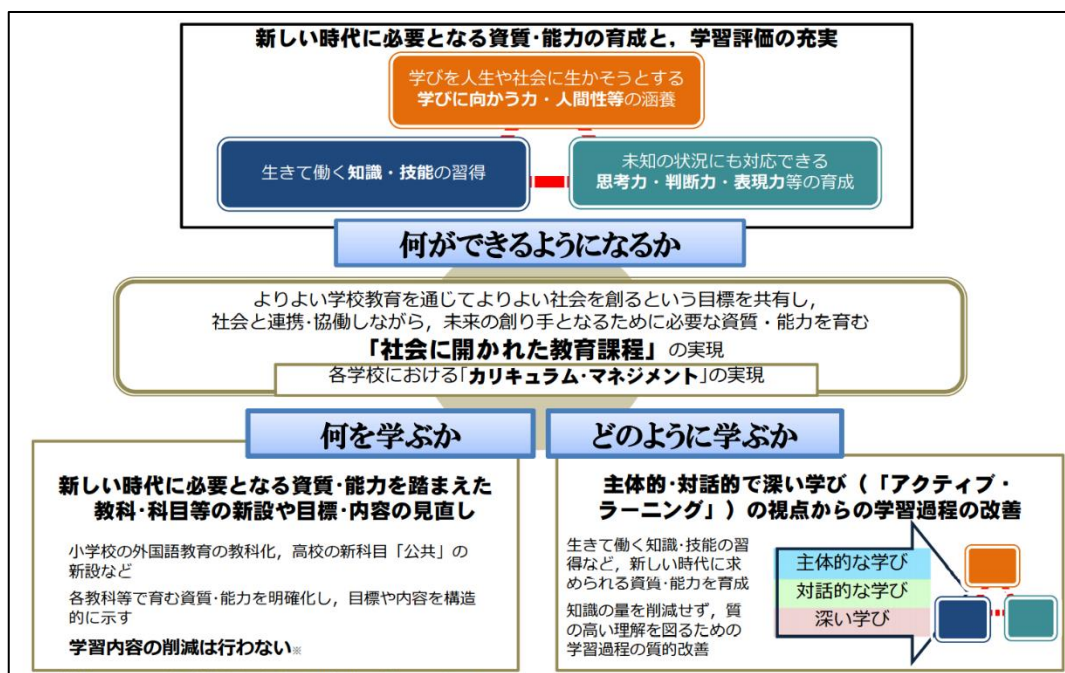 新しい時代に必要となる資質･能力の育成と，学習評価の充実
学びを人生や社会に生かそうとする
学びに向かう力・人間性等の涵養
生きて働く知識・技能の習得
未知の状況にも対応できる
思考力・判断力・表現力等の育成
何ができるようになるか
よりよい学校教育を通じてよりよい社会を創るという目標を共有し，
社会と連携･協働しながら，未来の創り手となるために必要な資質・能力を育む
「社会に開かれた教育課程」の実現
各学校における「カリキュラム･マネジメント」の実現
何を学ぶか
新しい時代に必要となる資質･能力を踏まえた
教科･科目等の新設や目標･内容の見直し
小学校の外国語教育の教科化，高校の新科目「公共」の
新設など
各教科等で育む資質･能力を明確化し，目標や内容を構造
的に示す
学習内容の削減は行わない※
どのように学ぶか
主体的･対話的で深い学び（「アクティブ･
ラーニング」）の視点からの学習過程の改善
生きて働く知識･技能の習
得など，新しい時代に求
められる資質･能力を育成
知識の量を削減せず，質
の高い理解を図るための
学習過程の質的改善
主体的な学び
対話的な学び
深い学び